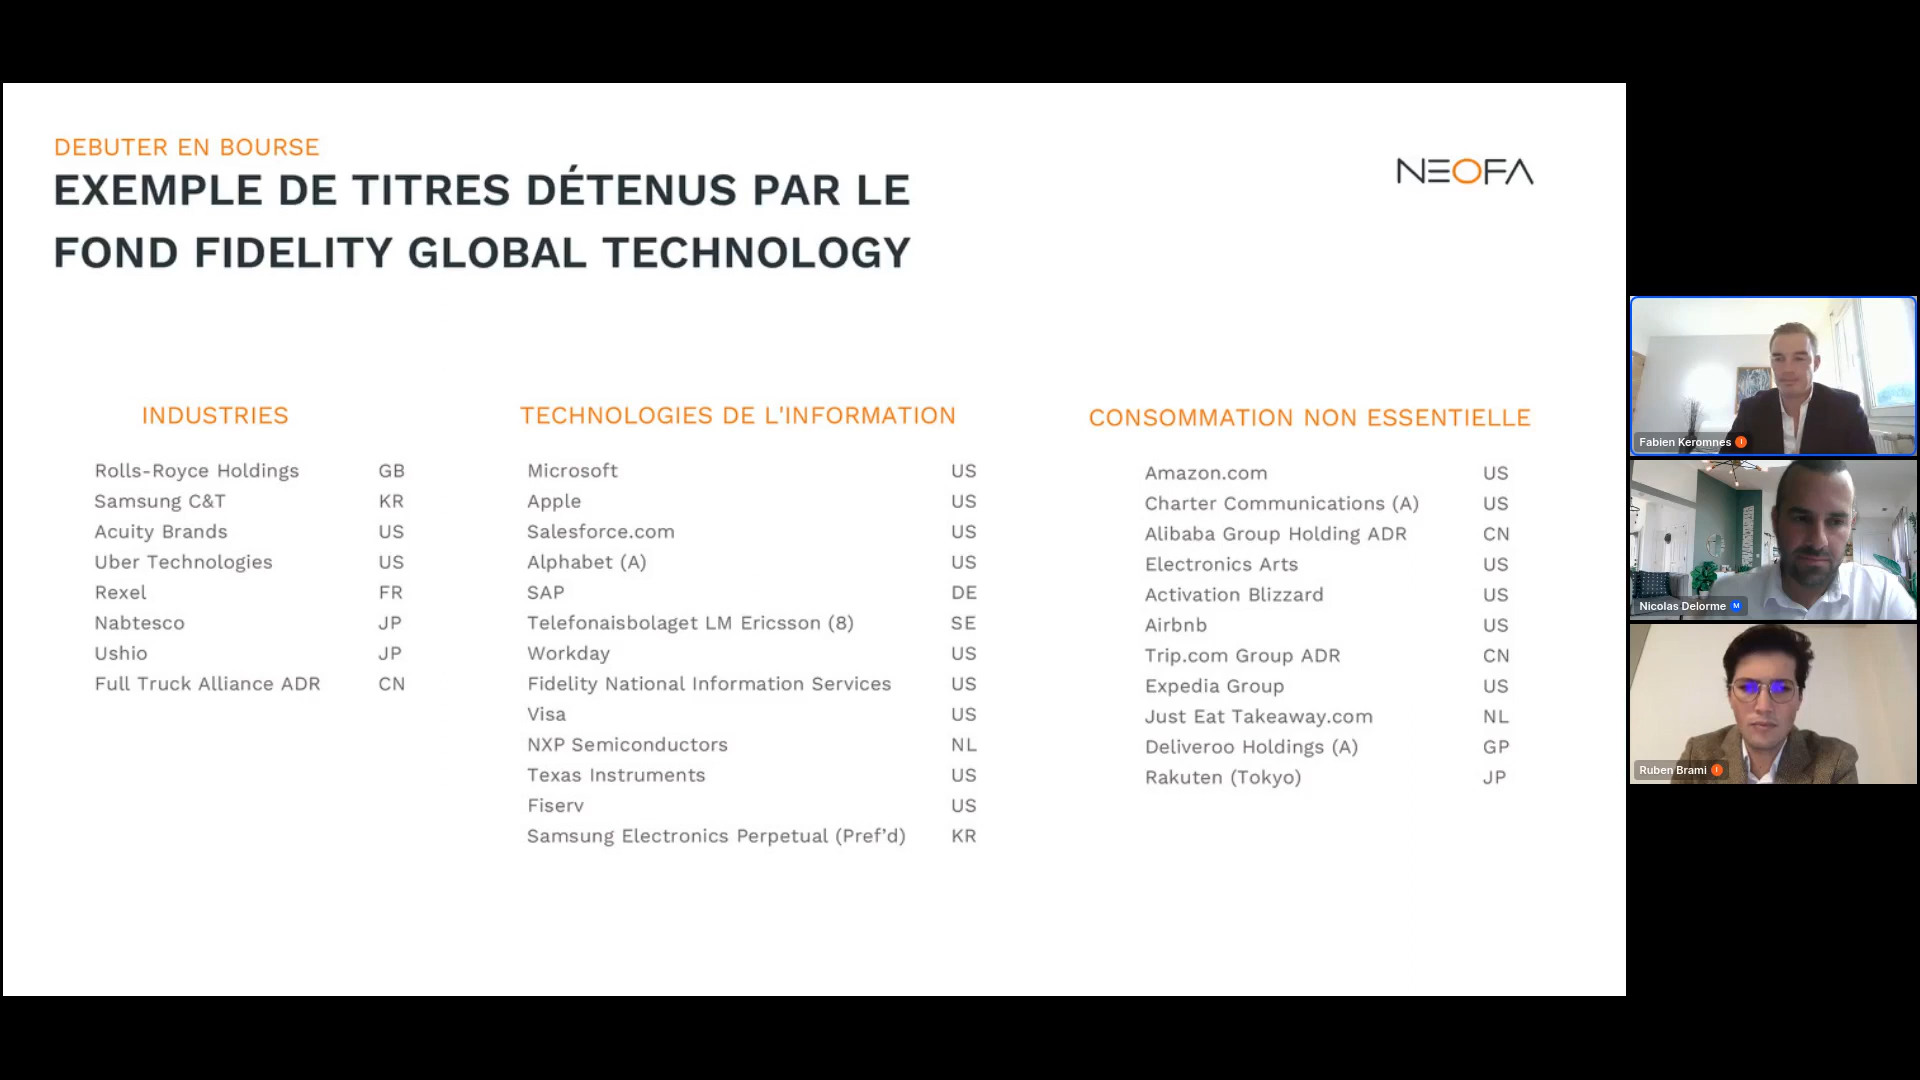 DEBUTER EN BOURSE
EXEMPLE DE TITRES DÉTENUS PAR LE
FOND FIDELITY GLOBAL TECHNOLOGY
NEOFA
INDUSTRIES
Rolls-Royce Holdings GB
Samsung C&T KR
Acuity Brands US
Uber Technologies US
Rexel FR
Nabtesco JP
Ushio JP
Full Truck Alliance ADR CN
TECHNOLOGIES DE L'INFORMATION
Microsoft US
Apple US
Salesforce.com US
Alphabet (A) US
SAP DE
Telefonaisbolaget LM Ericsson (8) SE
Workday US
Fidelity National Information Services US
Visa US
NXP Semiconductors NL
Texas Instruments US
Fiserv US
Samsung Electronics Perpetual (Pref’d) KR
CONSOMMATION NON ESSENTIELLE
Amazon.com US
Charter Communications (A) US
Alibaba Group Holding ADR CN
Electronics Arts US
Activation Blizzard US
Airbnb US
Trip.com Group ADR CN
Expedia Group US
Just Eat Takeaway.com NL
Deliveroo Holdings (A) GP
Rakuten (Tokyo) JP
Fabien Keromnes I
Nicolas Delorme M
Ruben Brami I